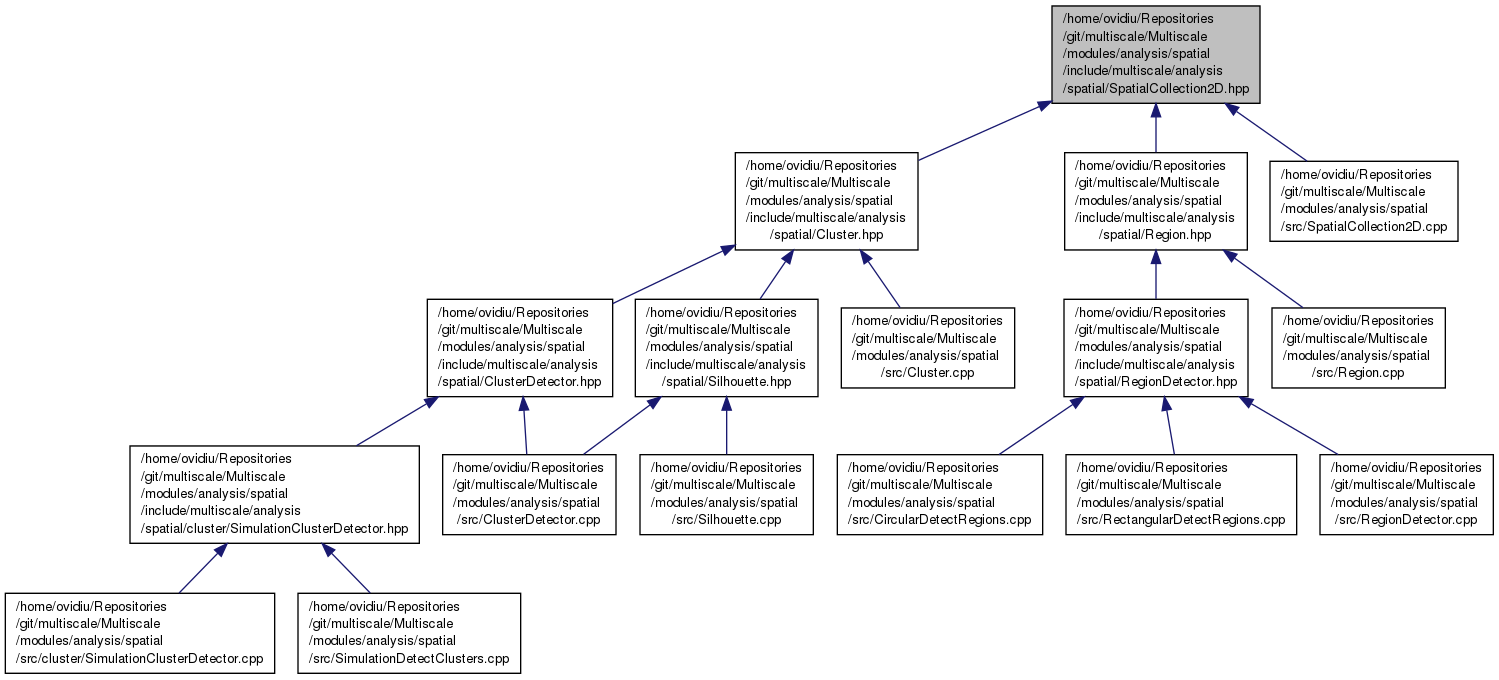 /home/ovidiu/Repositories
/git/multiscale/Multiscale
/modules/analysis/spatial
/include/multiscale/analysis
/spatial/SpatialCollection2D.hpp
/home/ovidiu/Repositories
/git/multiscale/Multiscale
/modules/analysis/spatial
/include/multiscale/analysis
/spatial/Cluster.hpp
/home/ovidiu/Repositories
/git/multiscale/Multiscale
/modules/analysis/spatial
/include/multiscale/analysis
/spatial/Region.hpp
/home/ovidiu/Repositories
/git/multiscale/Multiscale
/modules/analysis/spatial
/src/SpatialCollection2D.cpp
/home/ovidiu/Repositories
/git/multiscale/Multiscale
/modules/analysis/spatial
/include/multiscale/analysis
/spatial/ClusterDetector.hpp
/home/ovidiu/Repositories
/git/multiscale/Multiscale
/modules/analysis/spatial
/include/multiscale/analysis
/spatial/Silhouette.hpp
/home/ovidiu/Repositories
/git/multiscale/Multiscale
/modules/analysis/spatial
/src/Cluster.cpp
/home/ovidiu/Repositories
/git/multiscale/Multiscale
/modules/analysis/spatial
/include/multiscale/analysis
/spatial/RegionDetector.hpp
/home/ovidiu/Repositories
/git/multiscale/Multiscale
/modules/analysis/spatial
/src/Region.cpp
/home/ovidiu/Repositories
/git/multiscale/Multiscale
/modules/analysis/spatial
/include/multiscale/analysis
/spatial/cluster/SimulationClusterDetector.hpp
/home/ovidiu/Repositories
/git/multiscale/Multiscale
/modules/analysis/spatial
/src/ClusterDetector.cpp
/home/ovidiu/Repositories
/git/multiscale/Multiscale
/modules/analysis/spatial
/src/Silhouette.cpp
/home/ovidiu/Repositories
/git/multiscale/Multiscale
/modules/analysis/spatial
/src/CircularDetectRegions.cpp
/home/ovidiu/Repositories
/git/multiscale/Multiscale
/modules/analysis/spatial
/src/RectangularDetectRegions.cpp
/home/ovidiu/Repositories
/git/multiscale/Multiscale
/modules/analysis/spatial
/src/RegionDetector.cpp
/home/ovidiu/Repositories
/git/multiscale/Multiscale
/modules/analysis/spatial
/src/cluster/SimulationClusterDetector.cpp
/home/ovidiu/Repositories
/git/multiscale/Multiscale
/modules/analysis/spatial
/src/SimulationDetectClusters.cpp